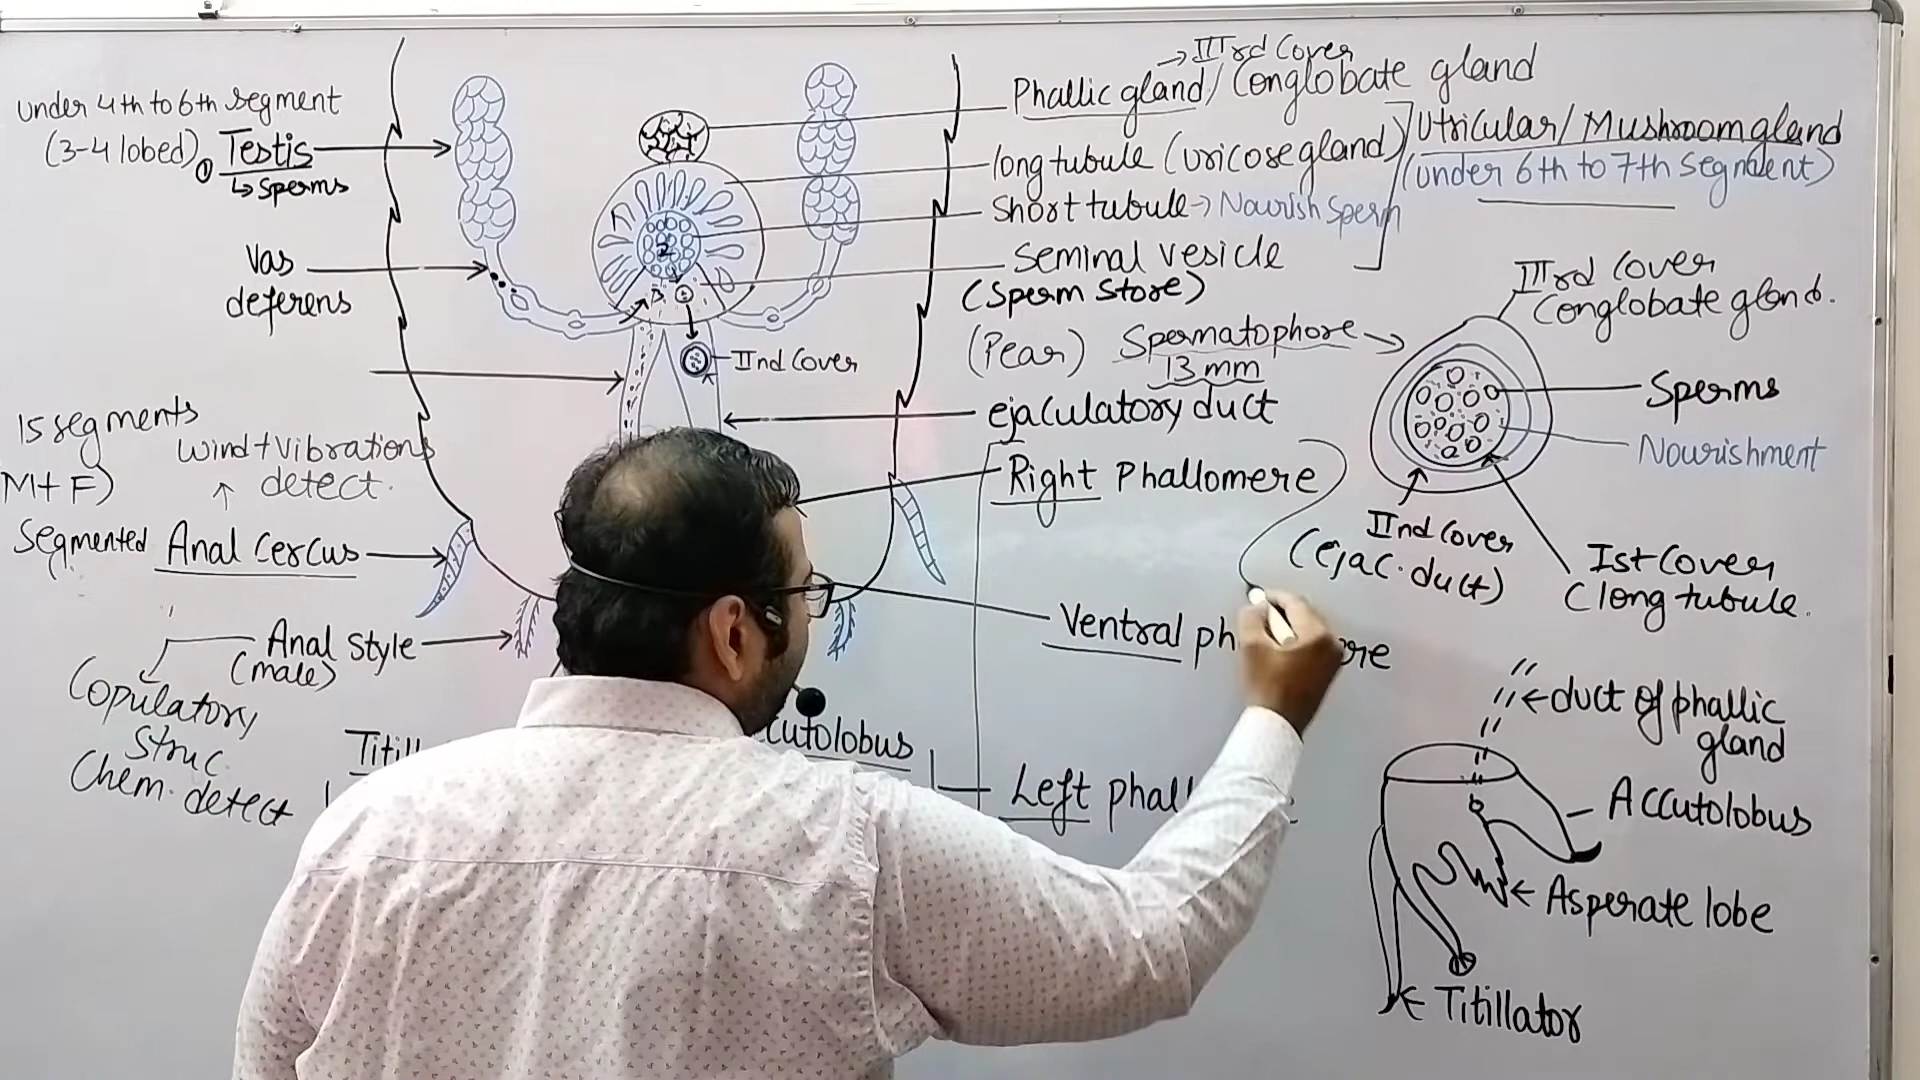 under 4th to 6th segment
(3-4 lobed) ① Testis
↳ Sperms
Vas
deferens
15 segments
M+F)
wind+vibrations
detect.
Segmented Anal Cercus
Anal Style
(male)
Copulatory
Struc
Chem. detect
Titill
cutolobus
IInd Cover
→ IIIrd Cover
Phallic gland/Conglobate gland
long tubule (uricose gland)
Short tubule → Nourish Sperm
Seminal vesicle
(Sperm Store)
Utricular/Mushroom gland
(under 6th to 7th segment)
(Pear) Spermatophore →
13 mm
ejaculatory duct
Right Phallomere
Ventral ph
ere
Left phal
IIIrd Cover
Conglobate gland.
Sperms
Nourishment
IInd Cover
(ejac. duct)
Ist Cover
(long tubule.
duct of phallic
gland
Accutolobus
Asperate lobe
Titillator